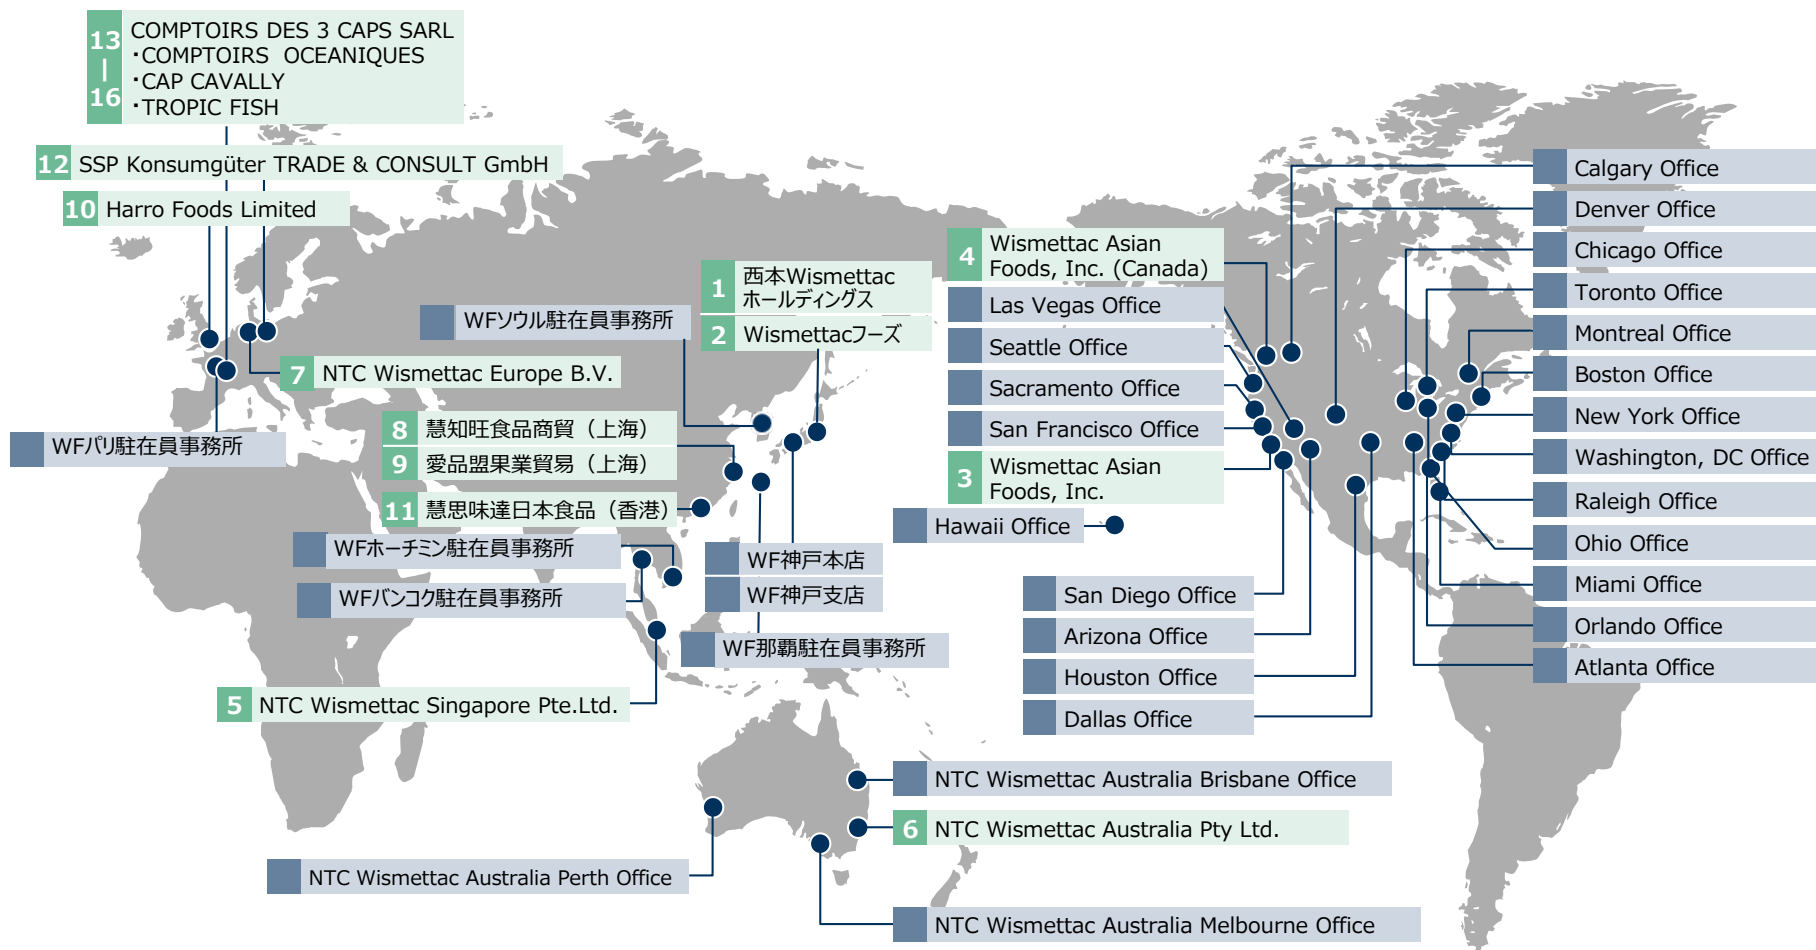 13
|
16
COMPTOIRS DES 3 CAPS SARL
・COMPTOIRS OCEANIQUES
・CAP CAVALLY
・TROPIC FISH
12 SSP Konsumgüter TRADE & CONSULT GmbH
10 Harro Foods Limited
WFソウル駐在員事務所
1 西本Wismettac
ホールディングス
2 Wismettacフーズ
7 NTC Wismettac Europe B.V.
WFパリ駐在員事務所
8 慧知旺食品商貿（上海）
9 愛品盟果業貿易（上海）
11 慧思味達日本食品（香港）
WFホーチミン駐在員事務所
WFバンコク駐在員事務所
WF神戸本店
WF神戸支店
WF那覇駐在員事務所
5 NTC Wismettac Singapore Pte.Ltd.
4 Wismettac Asian
Foods, Inc. (Canada)
Las Vegas Office
Seattle Office
Sacramento Office
San Francisco Office
3 Wismettac Asian
Foods, Inc.
Hawaii Office
San Diego Office
Arizona Office
Houston Office
Dallas Office
Calgary Office
Denver Office
Chicago Office
Toronto Office
Montreal Office
Boston Office
New York Office
Washington, DC Office
Raleigh Office
Ohio Office
Miami Office
Orlando Office
Atlanta Office
NTC Wismettac Australia Brisbane Office
6 NTC Wismettac Australia Pty Ltd.
NTC Wismettac Australia Perth Office
NTC Wismettac Australia Melbourne Office